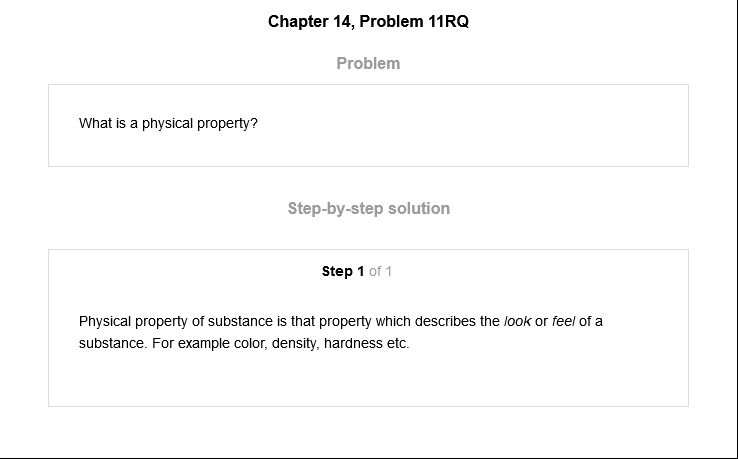 Chapter 14, Problem 11RQ
Problem
What is a physical property?
Step-by-step solution
Step 1 of 1
Physical property of substance is that property which describes the look or feel of a
substance. For example color, density, hardness etc.